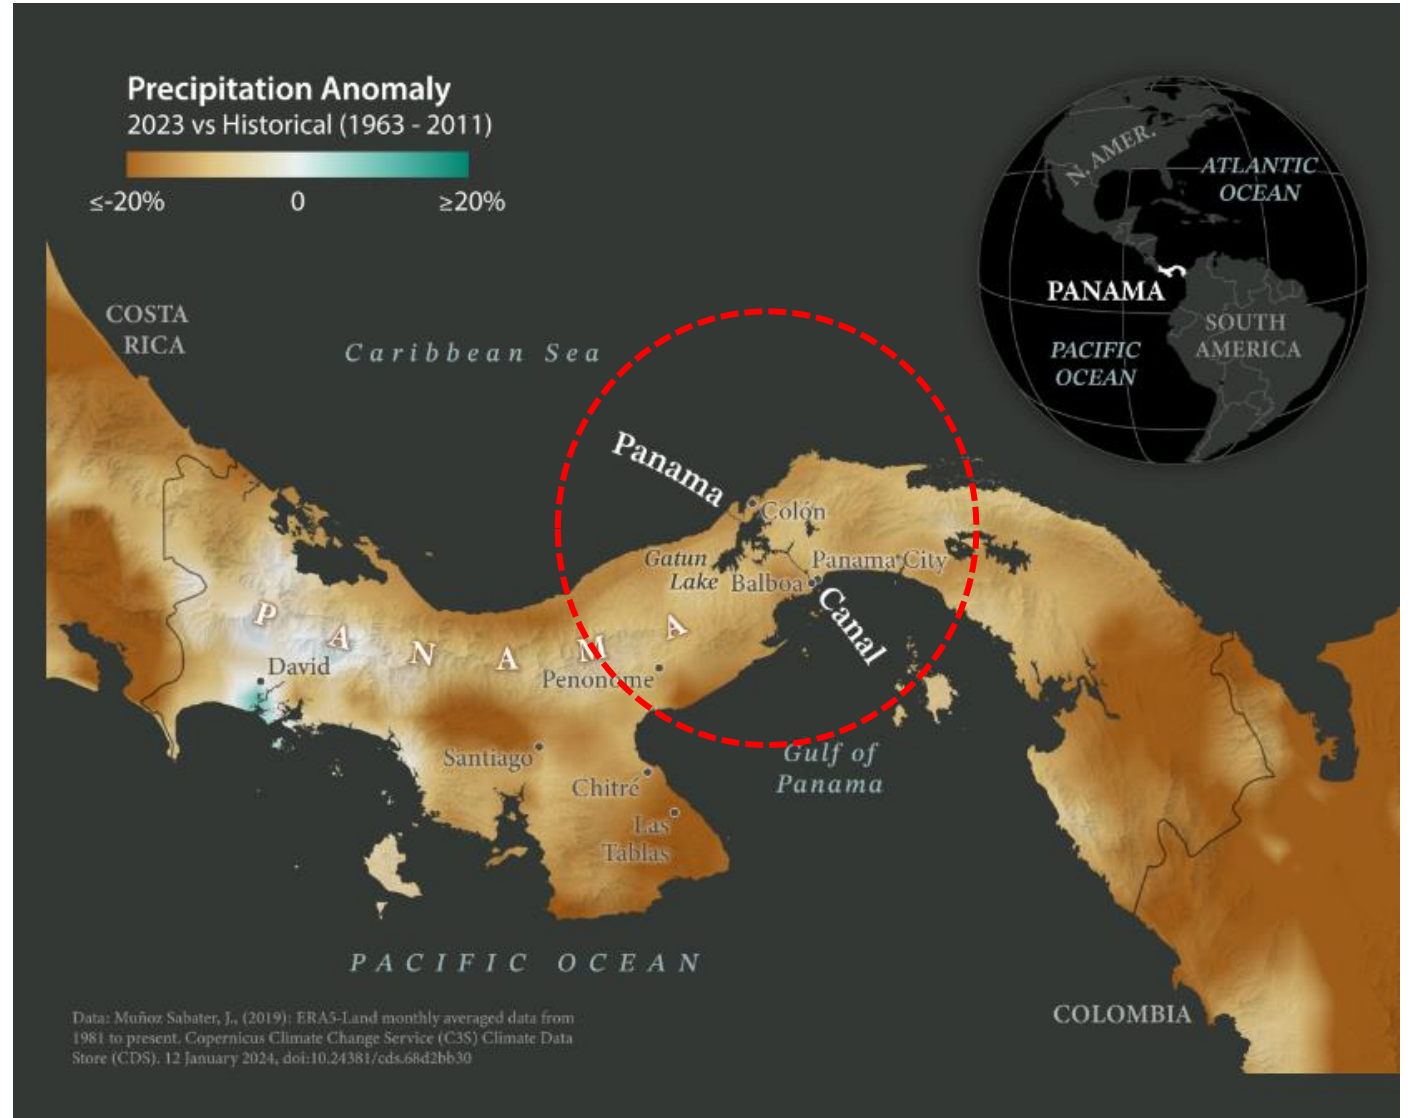 Precipitation Anomaly
2023 vs Historical (1963 - 2011)
≤-20% 0 ≥20%
N. AMER.
ATLANTIC
OCEAN
PANAMA
SOUTH
AMERICA
PACIFIC
OCEAN
COSTA
RICA
Caribbean Sea
Panama
Colón
Gatun
Lake
Panama City
Balboa
Canal
PANAMA
David
Penonome
Santiago
Chitré
Las
Tablas
Gulf of
Panama
PACIFIC OCEAN
COLOMBIA
Data: Muñoz Sabater, J., (2019): ERA5-Land monthly averaged data from
1981 to present. Copernicus Climate Change Service (C3S) Climate Data
Store (CDS). 12 January 2024, doi:10.24381/cds.68d2bb30